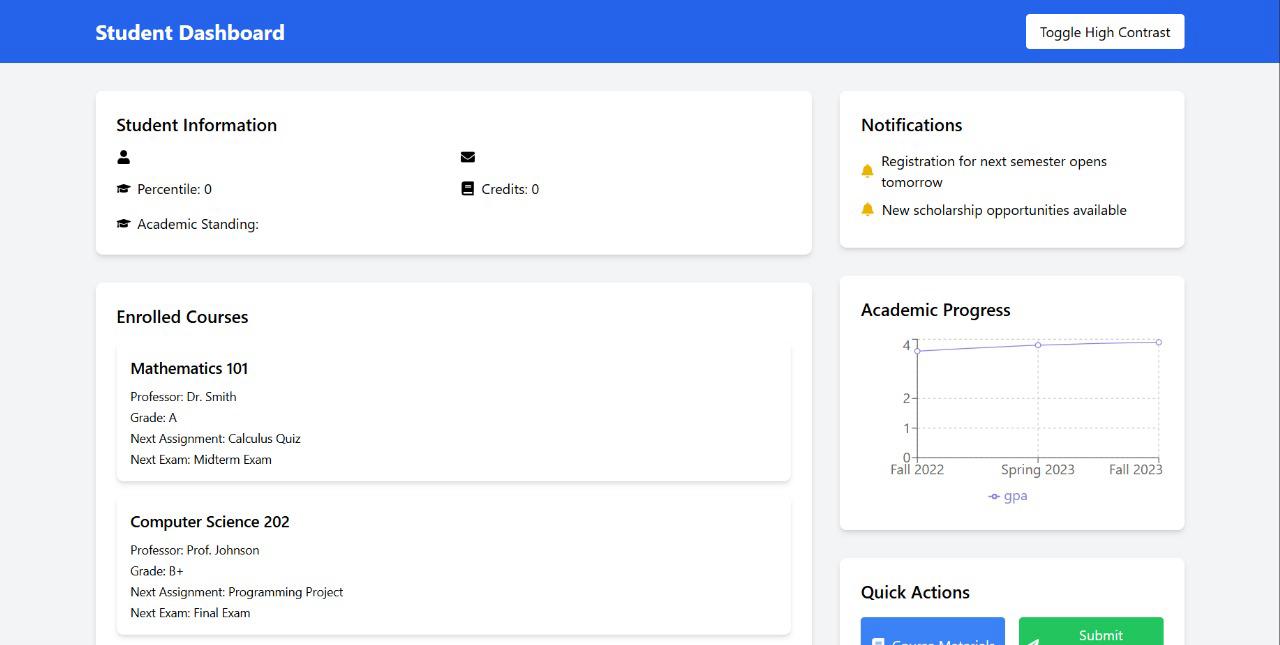 Student Dashboard
Toggle High Contrast
Student Information
Percentile: 0
Credits: 0
Academic Standing:
Enrolled Courses
Mathematics 101
Professor: Dr. Smith
Grade: A
Next Assignment: Calculus Quiz
Next Exam: Midterm Exam
Computer Science 202
Professor: Prof. Johnson
Grade: B+
Next Assignment: Programming Project
Next Exam: Final Exam
Notifications
Registration for next semester opens
tomorrow
New scholarship opportunities available
Academic Progress
4
2
1
0
Fall 2022
Spring 2023
Fall 2023
gpa
Quick Actions
Course Materials
Submit